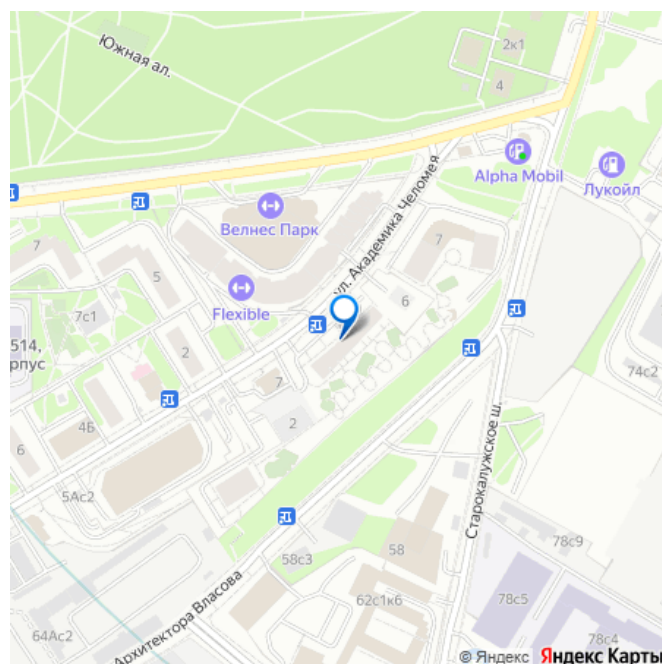 2к1
Южная ал.
4
Alpha Mobil
Лукойл
ул. Академика Челомея
Велнес Парк
7
7
5
6
Flexible
7с1
514,
рпус
2
74с2
7
4Б
2
6
Старокалужское ш.
5Ас2
78с9
58
58с3
78с5
62с1к6
64Ас2
78с4
Архитектора Власова
© Яндекс Яндекс Карты